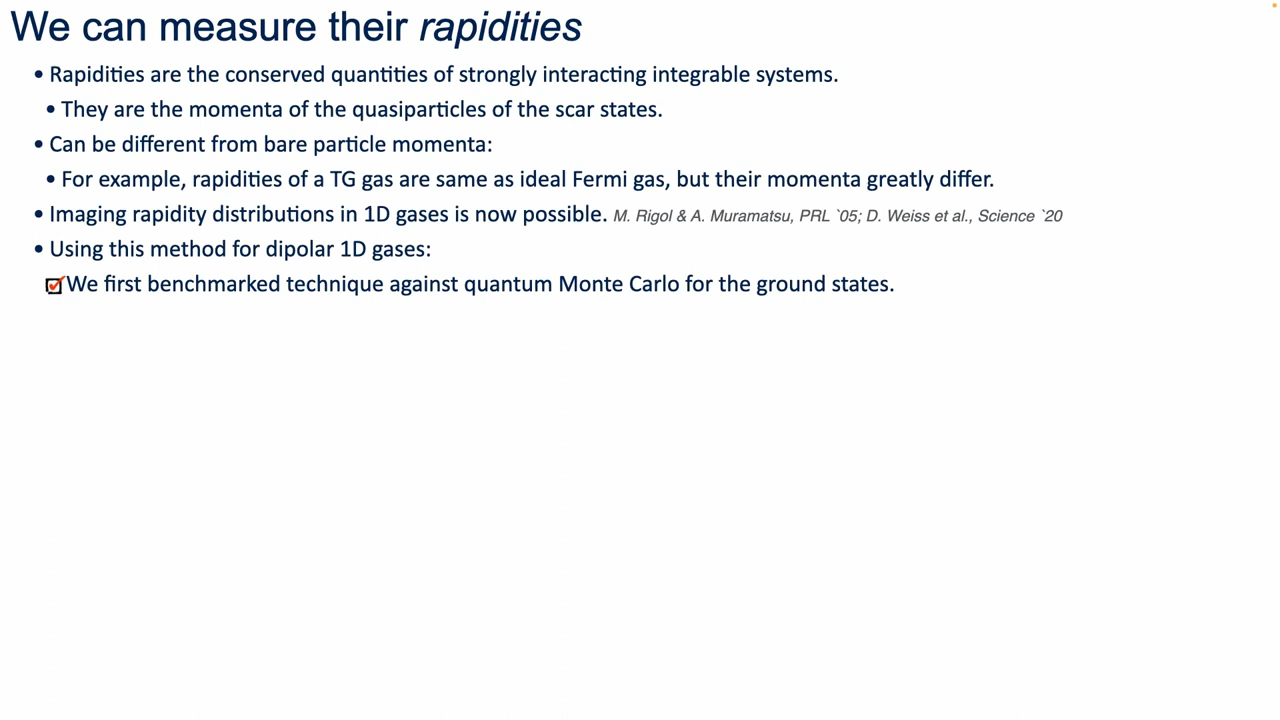 We can measure their rapidities
• Rapidities are the conserved quantities of strongly interacting integrable systems.
• They are the momenta of the quasiparticles of the scar states.
• Can be different from bare particle momenta:
• For example, rapidities of a TG gas are same as ideal Fermi gas, but their momenta greatly differ.
• Imaging rapidity distributions in 1D gases is now possible. M. Rigol & A. Muramatsu, PRL `05; D. Weiss et al., Science `20
• Using this method for dipolar 1D gases:
☑We first benchmarked technique against quantum Monte Carlo for the ground states.